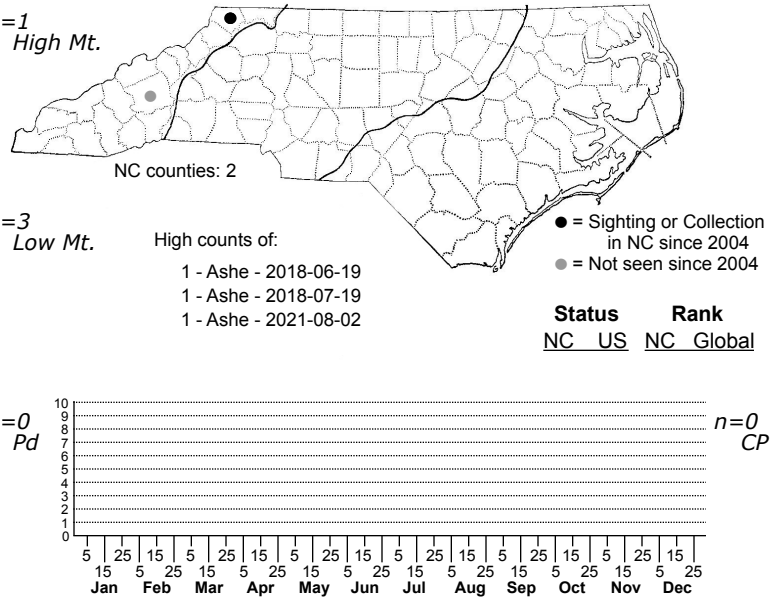 =1
High Mt.
NC counties: 2
=3
Low Mt.
High counts of:
1 - Ashe - 2018-06-19
1 - Ashe - 2018-07-19
1 - Ashe - 2021-08-02
● = Sighting or Collection
in NC since 2004
● = Not seen since 2004
Status Rank
NC US NC Global
=0
Pd
10
9
8
7
6
5
4
3
2
1
0
n=0
CP
5 25 15 5 25 15 5 25 15 5 25 15 5 25 15 5 25 15
15 5 25 15 5 25 15 5 25 15 5 25 15 5 25 15 5 25
Jan Feb Mar Apr May Jun Jul Aug Sep Oct Nov Dec